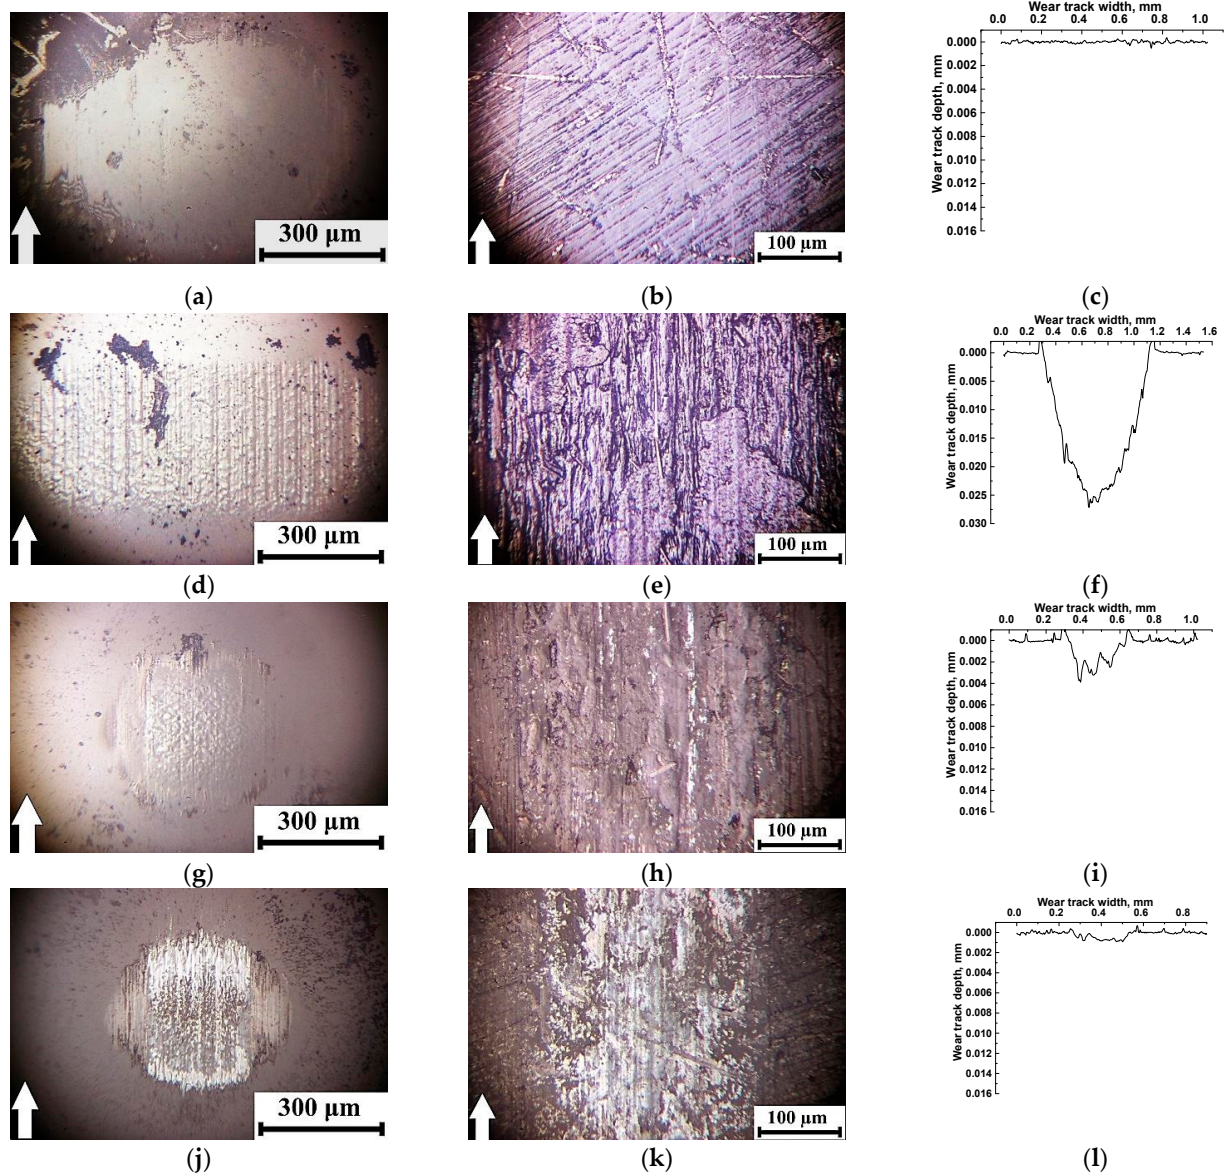 300 µm
100 µm
Wear track width, mm
0.0 0.2 0.4 0.6 0.8 1.0
Wear track depth, mm
0.000
0.002
0.004
0.006
0.008
0.010
0.012
0.014
0.016
(a)
(b)
(c)
300 µm
100 µm
Wear track width, mm
0.0 0.2 0.4 0.6 0.8 1.0 1.2 1.4 1.6
Wear track depth, mm
0.000
0.005
0.010
0.015
0.020
0.025
0.030
(d)
(e)
(f)
300 µm
100 µm
Wear track width, mm
0.0 0.2 0.4 0.6 0.8 1.0
Wear track depth, mm
0.000
0.002
0.004
0.006
0.008
0.010
0.012
0.014
0.016
(g)
(h)
(i)
300 µm
100 µm
Wear track width, mm
0.0 0.2 0.4 0.6 0.8
Wear track depth, mm
0.000
0.002
0.004
0.006
0.008
0.010
0.012
0.014
0.016
(j)
(k)
(l)